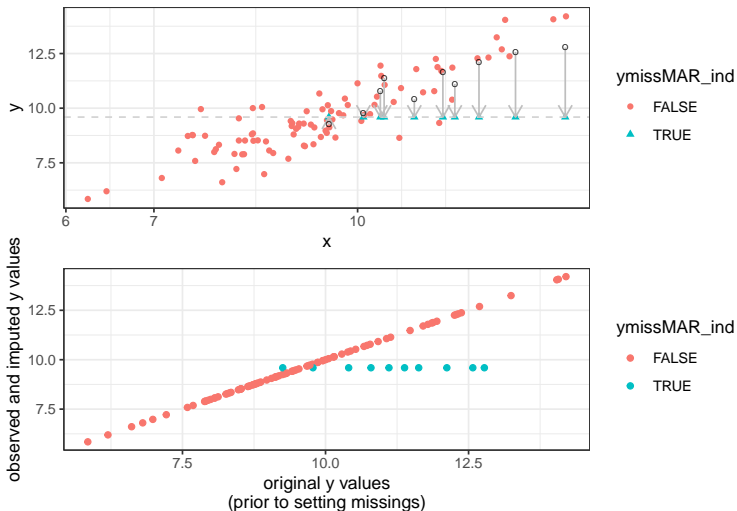 12.5
10.0
7.5
y
6
7
10
x
ymissMAR_ind
FALSE
TRUE
12.5
10.0
7.5
observed and imputed y values
7.5
10.0
12.5
original y values
(prior to setting missings)
ymissMAR_ind
FALSE
TRUE